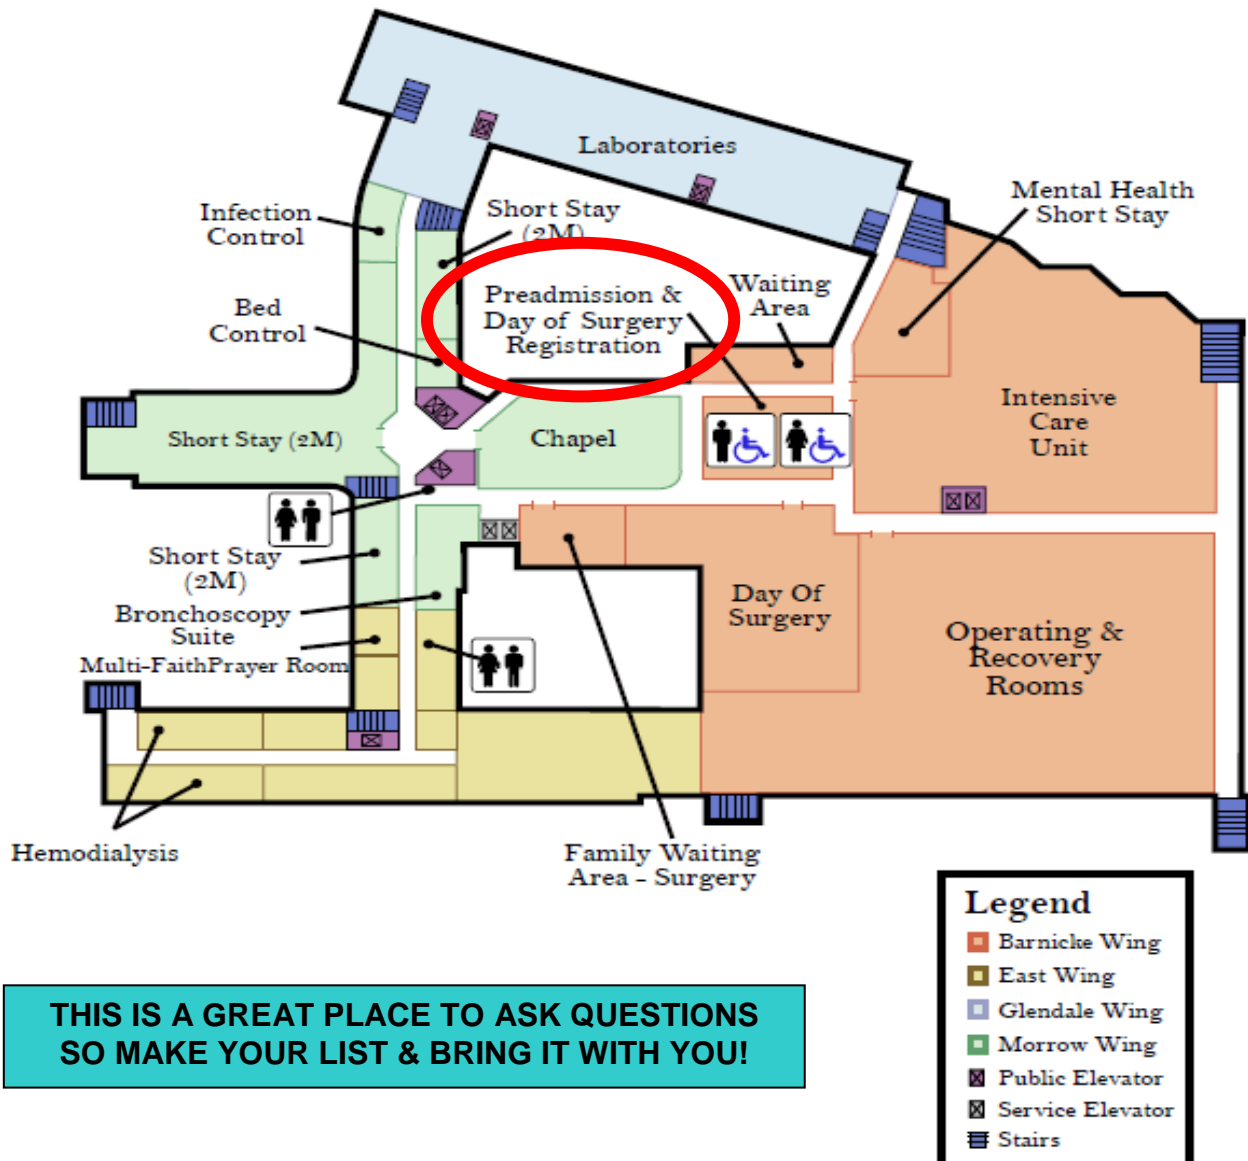 Laboratories
Mental Health
Short Stay
Infection
Control
Short Stay
(2M)
Preadmission &
Day of Surgery
Registration
Waiting
Area
Bed
Control
Intensive
Care
Unit
Short Stay (2M)
Chapel
Short Stay
(2M)
Bronchoscopy
Suite
Multi-FaithPrayer Room
Day Of
Surgery
Operating &
Recovery
Rooms
Hemodialysis
Family Waiting
Area - Surgery
Legend
Barnicke Wing
East Wing
Glendale Wing
Morrow Wing
Public Elevator
Service Elevator
Stairs
THIS IS A GREAT PLACE TO ASK QUESTIONS
SO MAKE YOUR LIST & BRING IT WITH YOU!